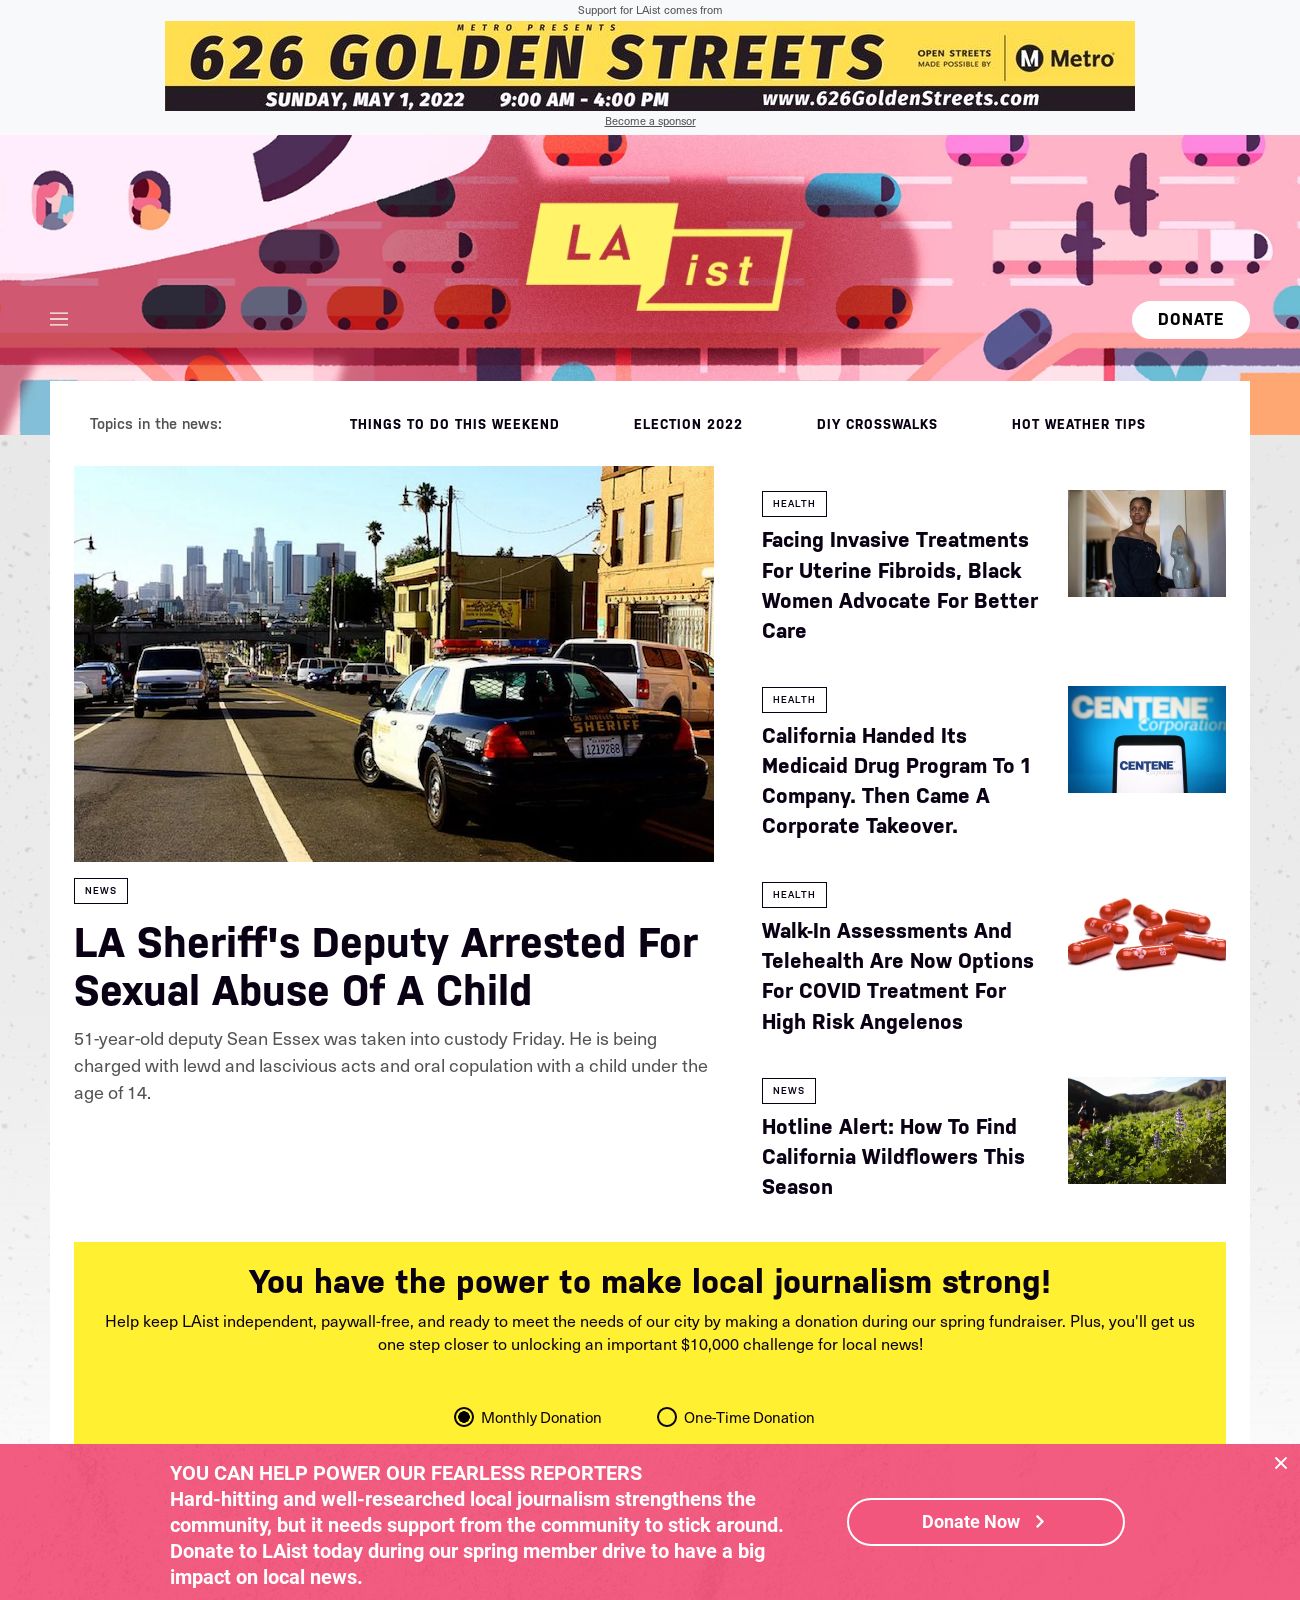 Support for LAist comes from
METRO PRESENTS
626 GOLDEN STREETS
OPEN STREETS
MADE POSSIBLE BY
M Metro
SUNDAY, MAY 1, 2022 9:00 AM - 4:00 PM www.626GoldenStreets.com
Become a sponsor
LA
ist
DONATE
Topics in the news:
THINGS TO DO THIS WEEKEND
ELECTION 2022
DIY CROSSWALKS
HOT WEATHER TIPS
LOS ANGELES COUNTY
SHERIFF
1219288
NEWS
LA Sheriff's Deputy Arrested For
Sexual Abuse Of A Child
51-year-old deputy Sean Essex was taken into custody Friday. He is being
charged with lewd and lascivious acts and oral copulation with a child under the
age of 14.
HEALTH
Facing Invasive Treatments
For Uterine Fibroids, Black
Women Advocate For Better
Care
HEALTH
California Handed Its
Medicaid Drug Program To 1
Company. Then Came A
Corporate Takeover.
CENTENE
Corporation
CENTENE
HEALTH
Walk-In Assessments And
Telehealth Are Now Options
For COVID Treatment For
High Risk Angelenos
NEWS
Hotline Alert: How To Find
California Wildflowers This
Season
You have the power to make local journalism strong!
Help keep LAist independent, paywall-free, and ready to meet the needs of our city by making a donation during our spring fundraiser. Plus, you'll get us
one step closer to unlocking an important $10,000 challenge for local news!
Monthly Donation
One-Time Donation
YOU CAN HELP POWER OUR FEARLESS REPORTERS
Hard-hitting and well-researched local journalism strengthens the
community, but it needs support from the community to stick around.
Donate to LAist today during our spring member drive to have a big
impact on local news.
Donate Now